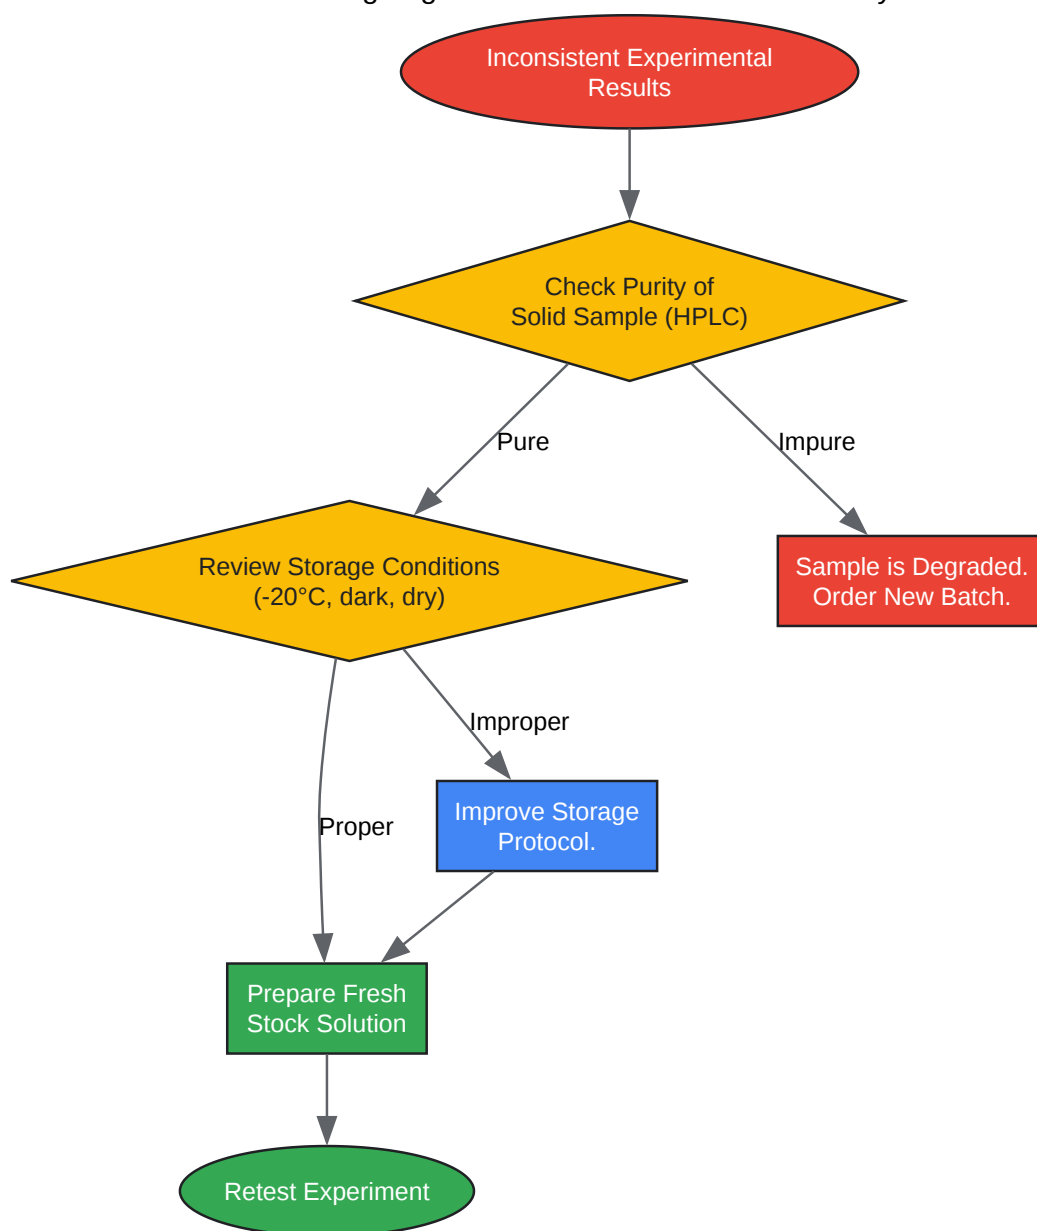 Inconsistent Experimental
Results
Check Purity of
Solid Sample (HPLC)
Pure
Impure
Review Storage Conditions
(-20°C, dark, dry)
Sample is Degraded.
Order New Batch.
Improper
Improve Storage
Protocol.
Proper
Prepare Fresh
Stock Solution
Retest Experiment